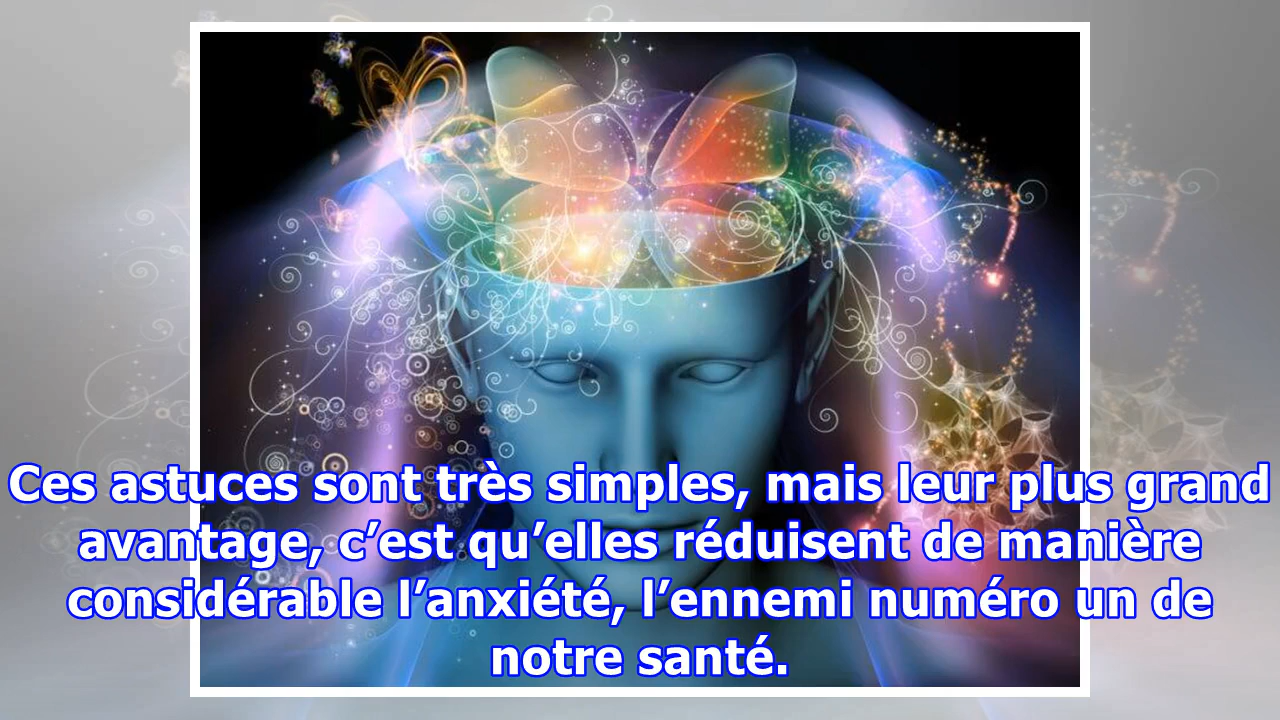 Ces astuces sont très simples, mais leur plus grand
avantage, c’est qu’elles réduisent de manière
considérable l’anxiété, l’ennemi numéro un de
notre santé.